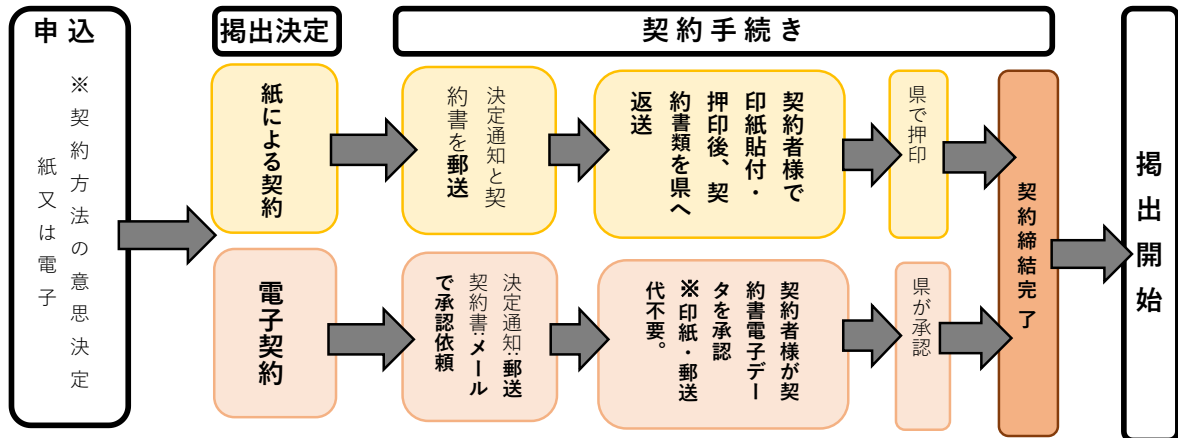 申込
※契約方法の意思決定
紙又は電子
掲出決定
契約手続き
紙による契約
決定通知と契
約書を郵送
契約者様で
印紙貼付・
押印後、契
約書類を県へ
返送
県で押印
電子契約
決定通知:郵送
契約書:メール
で承認依頼
契約者様が契
約書電子デー
タを承認
※印紙・郵送
代不要。
県が承認
契約締結完了
掲出開始